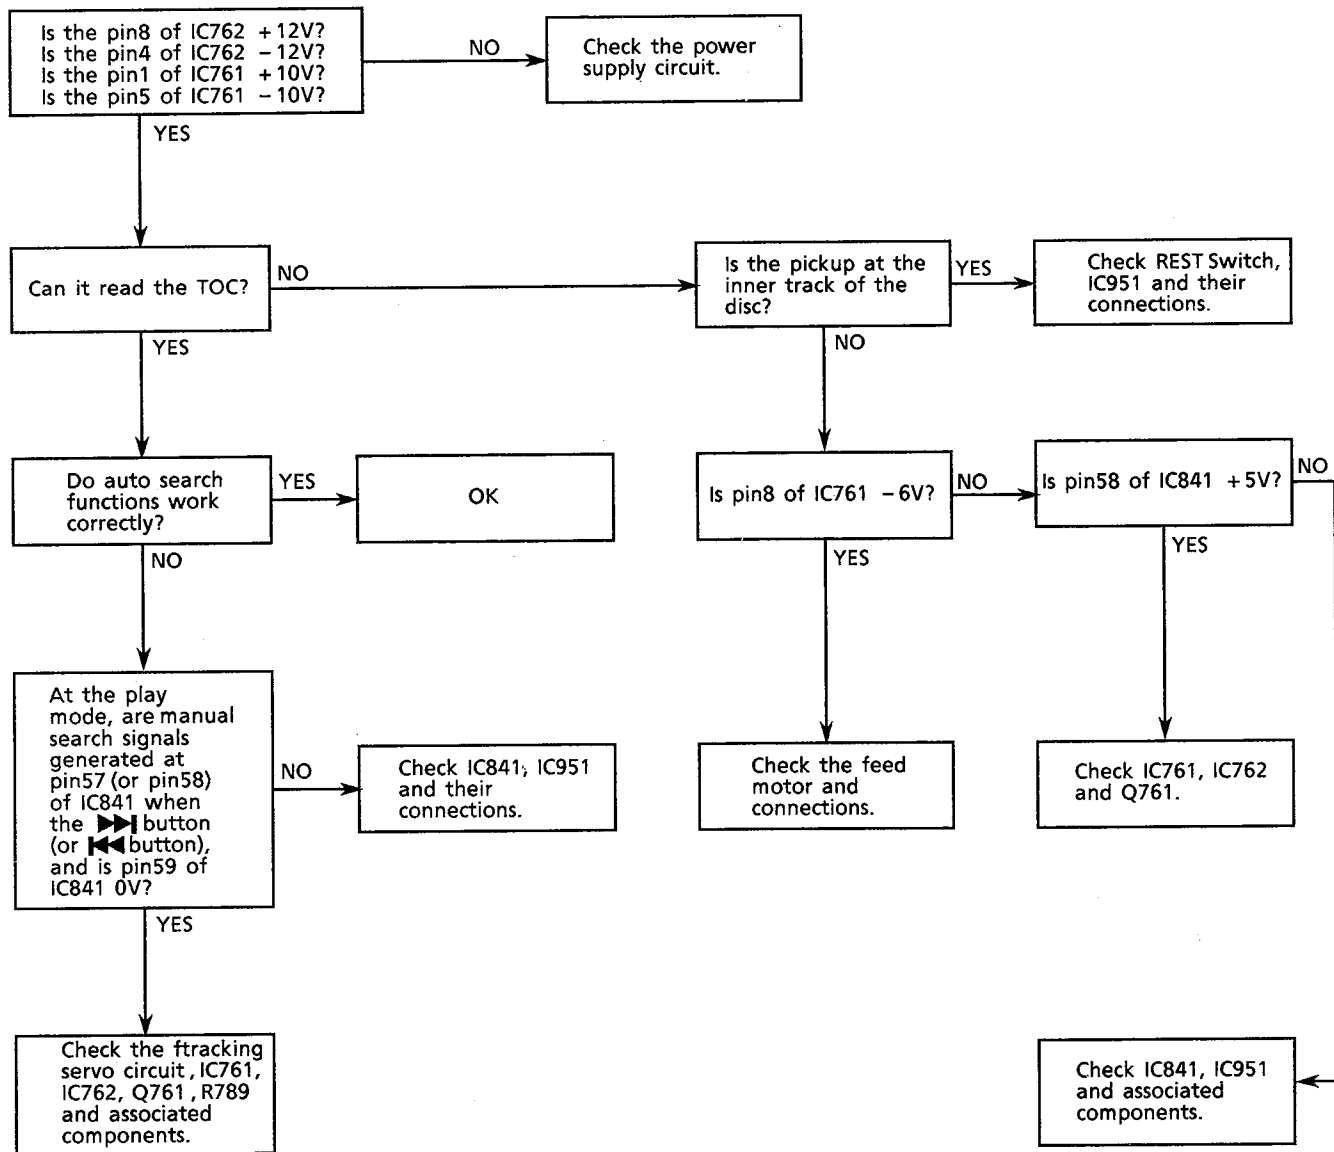 Is the pin8 of IC762 +12V?
Is the pin4 of IC762 –12V?
Is the pin1 of IC761 +10V?
Is the pin5 of IC761 –10V?
NO
Check the power
supply circuit.
YES
Can it read the TOC?
NO
Is the pickup at the
inner track of the
disc?
YES
Check REST Switch,
IC951 and their
connections.
YES
NO
Do auto search
functions work
correctly?
YES
OK
Is pin8 of IC761 –6V?
NO
Is pin58 of IC841 +5V?
NO
NO
YES
YES
At the play
mode, are manual
search signals
generated at
pin57 (or pin58)
of IC841 when
the ▶▶| button
(or |◀◀ button),
and is pin59 of
IC841 0V?
NO
Check IC841, IC951
and their
connections.
Check the feed
motor and
connections.
Check IC761, IC762
and Q761.
YES
Check the ftracking
servo circuit, IC761,
IC762, Q761, R789
and associated
components.
Check IC841, IC951
and associated
components.